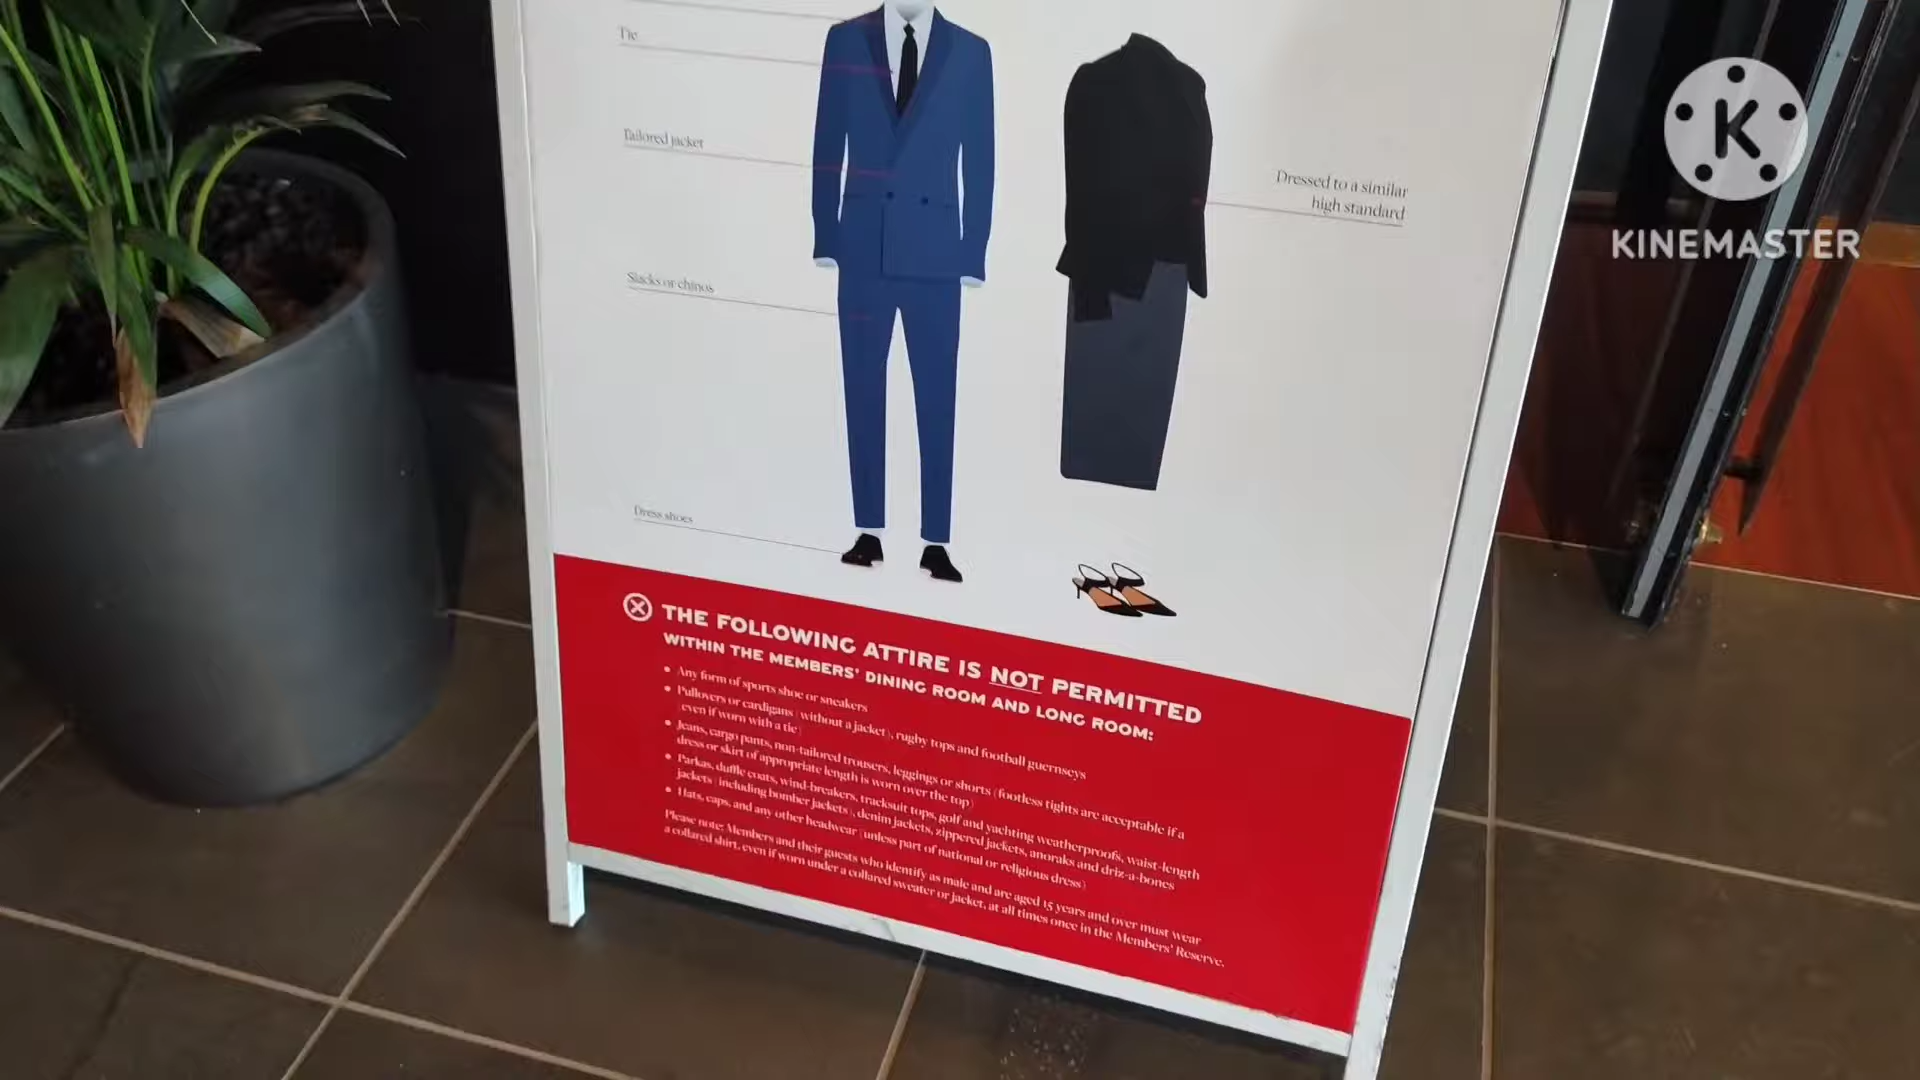 Tie
Tailored jacket
Dressed to a similar
high standard
Slacks or chinos
Dress shoes
THE FOLLOWING ATTIRE IS NOT PERMITTED
WITHIN THE MEMBERS' DINING ROOM AND LONG ROOM:
• Any form of sports shoe or sneakers
• Pullovers or cardigans (without a jacket), rugby tops and football guernseys
(even if worn with a tie)
• Jeans, cargo pants, non-tailored trousers, leggings or shorts (footless tights are acceptable if a
dress or skirt of appropriate length is worn over the top)
• Parkas, duffle coats, wind-breakers, tracksuit tops, golf and yachting weatherproofs, waist-length
jackets (including bomber jackets), denim jackets, zippered jackets, anoraks and driz-a-bones
• Hats, caps, and any other headwear (unless part of national or religious dress)
Please note: Members and their guests who identify as male and are aged 15 years and over must wear
a collared shirt, even if worn under a collared sweater or jacket, at all times once in the Members' Reserve.
K
KINEMASTER